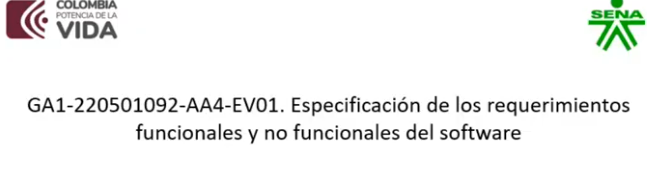 COLOMBIA
POTENCIA DE LA
VIDA
SENA
GA1-220501092-AA4-EV01. Especificación de los requerimientos
funcionales y no funcionales del software